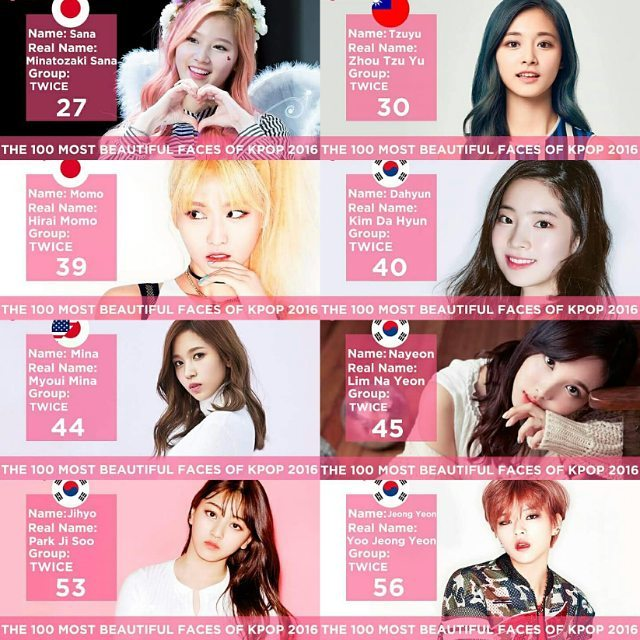 Name: Sana
Real Name:
Minatozaki Sana
Group:
TWICE
27
THE 100 MOST BEAUTIFUL FACES OF KPOP 2016
Name: Tzuyu
Real Name:
Zhou Tzu Yu
Group:
TWICE
30
THE 100 MOST BEAUTIFUL FACES OF KPOP 2016
Name: Momo
Real Name:
Hirai Momo
Group:
TWICE
39
THE 100 MOST BEAUTIFUL FACES OF KPOP 2016
Name: Dahyun
Real Name:
Kim Da Hyun
Group:
TWICE
40
THE 100 MOST BEAUTIFUL FACES OF KPOP 2016
Name: Mina
Real Name:
Myoui Mina
Group:
TWICE
44
THE 100 MOST BEAUTIFUL FACES OF KPOP 2016
Name: Nayeon
Real Name:
Lim Na Yeon
Group:
TWICE
45
THE 100 MOST BEAUTIFUL FACES OF KPOP 2016
Name: Jihyo
Real Name:
Park Ji Soo
Group:
TWICE
53
THE 100 MOST BEAUTIFUL FACES OF KPOP 2016
Name: Jeong Yeon
Real Name:
Yoo Jeong Yeon
Group:
TWICE
56
THE 100 MOST BEAUTIFUL FACES OF KPOP 2016